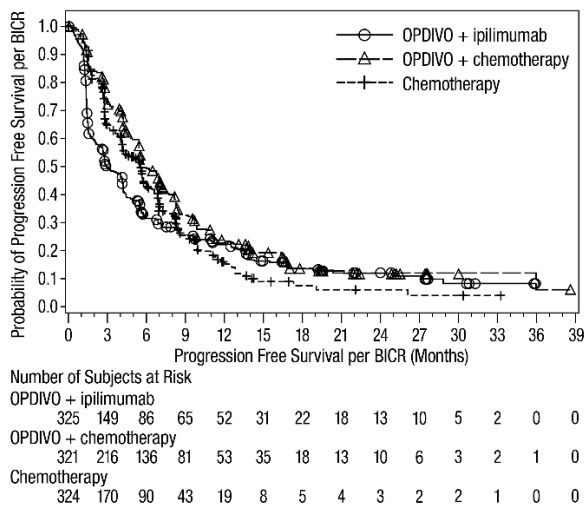 Probability of Progression Free Survival per BICR
1.0
0.9
0.8
0.7
0.6
0.5
0.4
0.3
0.2
0.1
0.0
OPDIVO + ipilimumab
OPDIVO + chemotherapy
Chemotherapy
0 3 6 9 12 15 18 21 24 27 30 33 36 39
Progression Free Survival per BICR (Months)
Number of Subjects at Risk
OPDIVO + ipilimumab
325 149 86 65 52 31 22 18 13 10 5 2 0 0
OPDIVO + chemotherapy
321 216 136 81 53 35 18 13 10 6 3 2 1 0
Chemotherapy
324 170 90 43 19 8 5 4 3 2 2 1 0 0